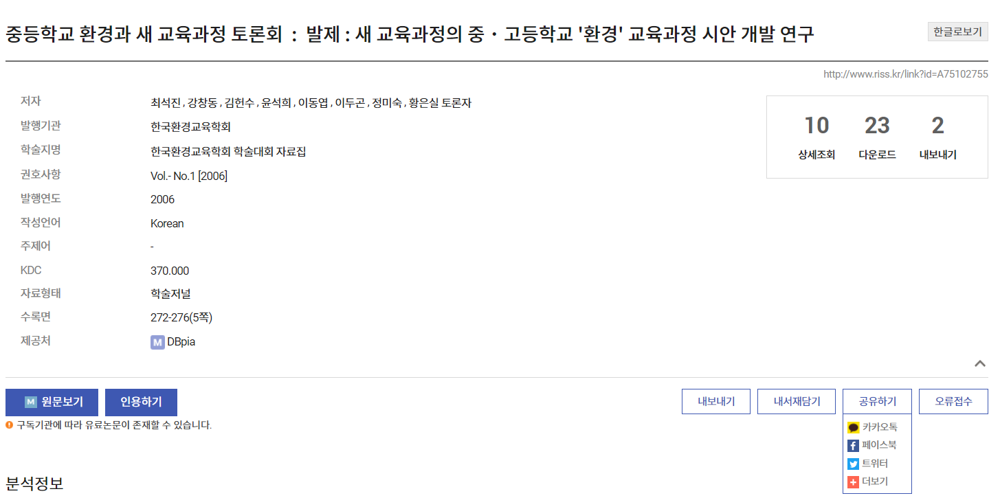 중등학교 환경과 새 교육과정 토론회 : 발제 : 새 교육과정의 중・고등학교 '환경' 교육과정 시안 개발 연구
한글로보기
http://www.riss.kr/link?id=A75102755
저자 최석진 , 강창동 , 김헌수 , 윤석희 , 이동엽 , 이두곤 , 정미숙 , 황은실 토론자
발행기관 한국환경교육학회
학술지명 한국환경교육학회 학술대회 자료집
권호사항 Vol.- No.1 [2006]
발행연도 2006
작성언어 Korean
주제어 -
KDC 370.000
자료형태 학술저널
수록면 272-276(5쪽)
제공처 M DBpia
10 23 2
상세조회 다운로드 내보내기
M 원문보기 인용하기
내보내기 내서재담기 공유하기 오류접수
구독기관에 따라 유료논문이 존재할 수 있습니다.
카카오톡
페이스북
트위터
더보기
분석정보